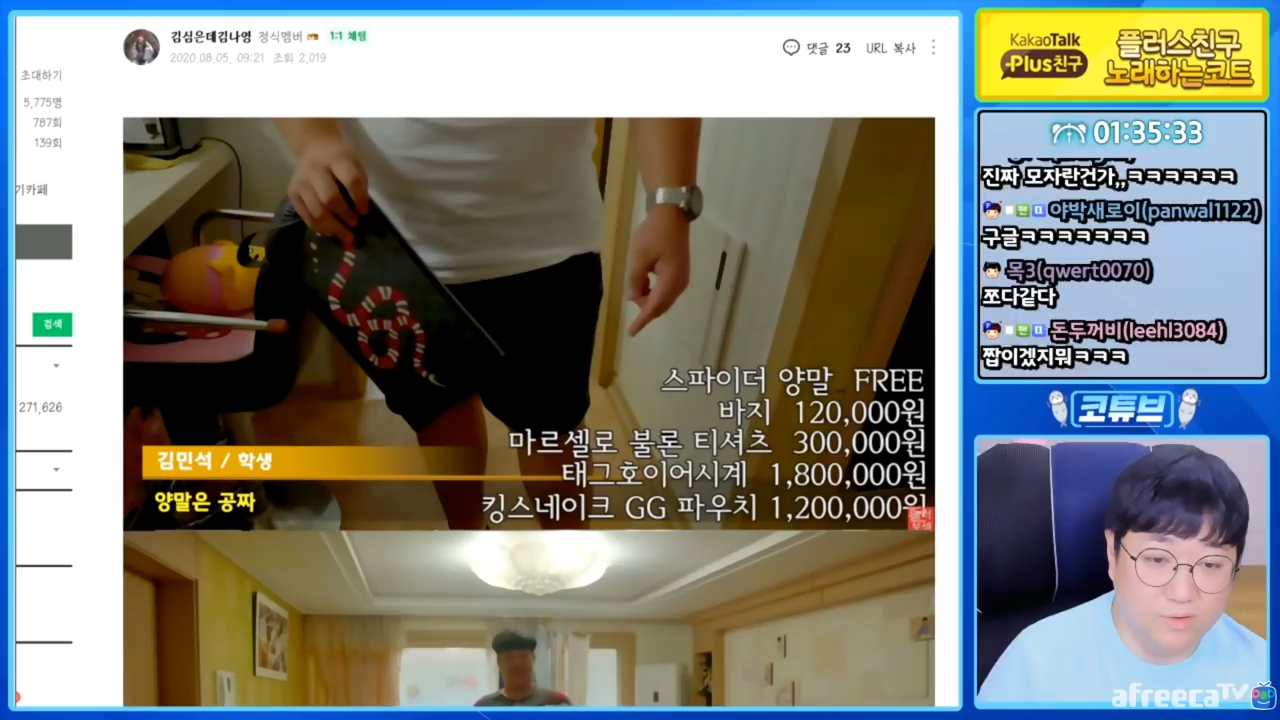 김심은태김나영 정식멤버 1:1 채팅
2020.08.05. 09:21 조회 2,019
댓글 23 URL 복사
초대하기
5,775명
787회
139회
기카페
검색
271,626
스파이더 양말 FREE
바지 120,000원
마르셀로 불론 티셔츠 300,000원
태그호이어시계 1,800,000원
킹스네이크 GG 파우치 1,200,000원
김민석 / 학생
양말은 공짜
KakaoTalk
Plus친구
플러스친구
노래하는코트
01:35:33
진짜 모자란건가,,ㅋㅋㅋㅋㅋㅋ
야박새로이(panwal1122)
구글ㅋㅋㅋㅋㅋㅋㅋ
목3(qwert0070)
쪼다같다
돈두꺼비(leehl3084)
짭이겠지뭐ㅋㅋㅋ
코튜브
afreecaTV